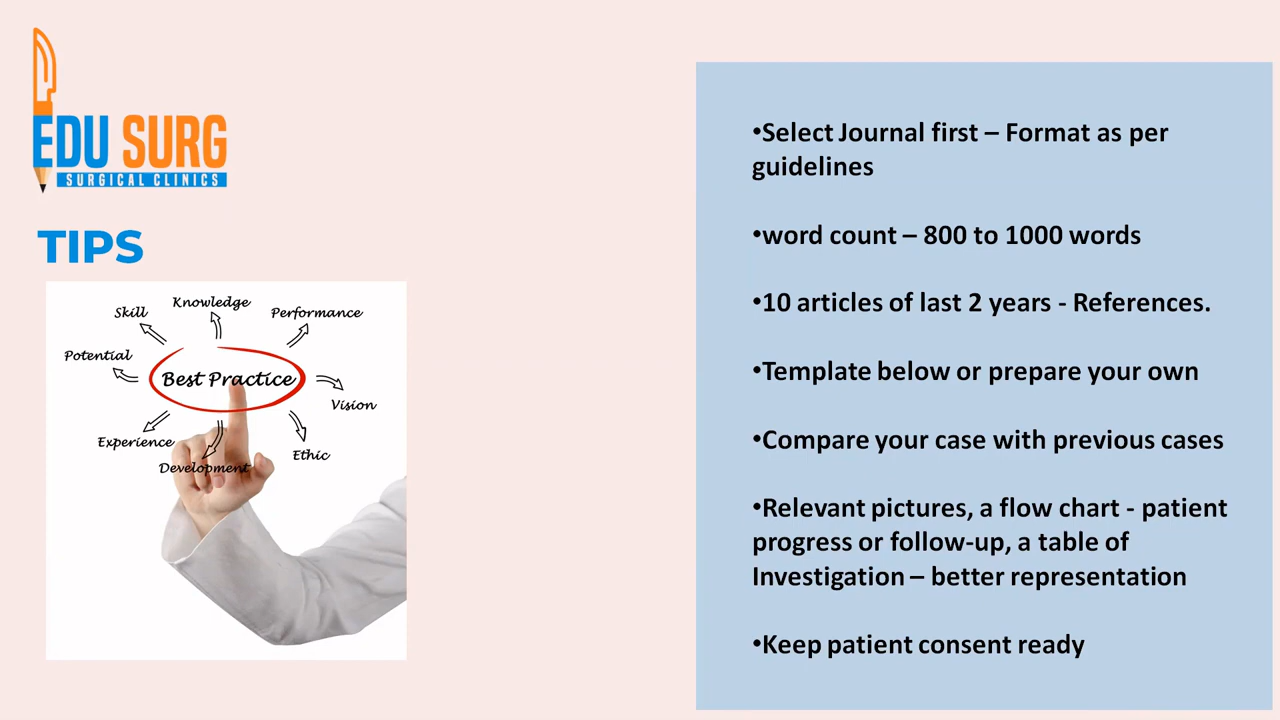 EDU SURG
SURGICAL CLINICS
TIPS
Skill
Knowledge
Performance
Potential
Best Practice
Vision
Experience
Development
Ethic
•Select Journal first – Format as per
guidelines
•word count – 800 to 1000 words
•10 articles of last 2 years - References.
•Template below or prepare your own
•Compare your case with previous cases
•Relevant pictures, a flow chart - patient
progress or follow-up, a table of
Investigation – better representation
•Keep patient consent ready